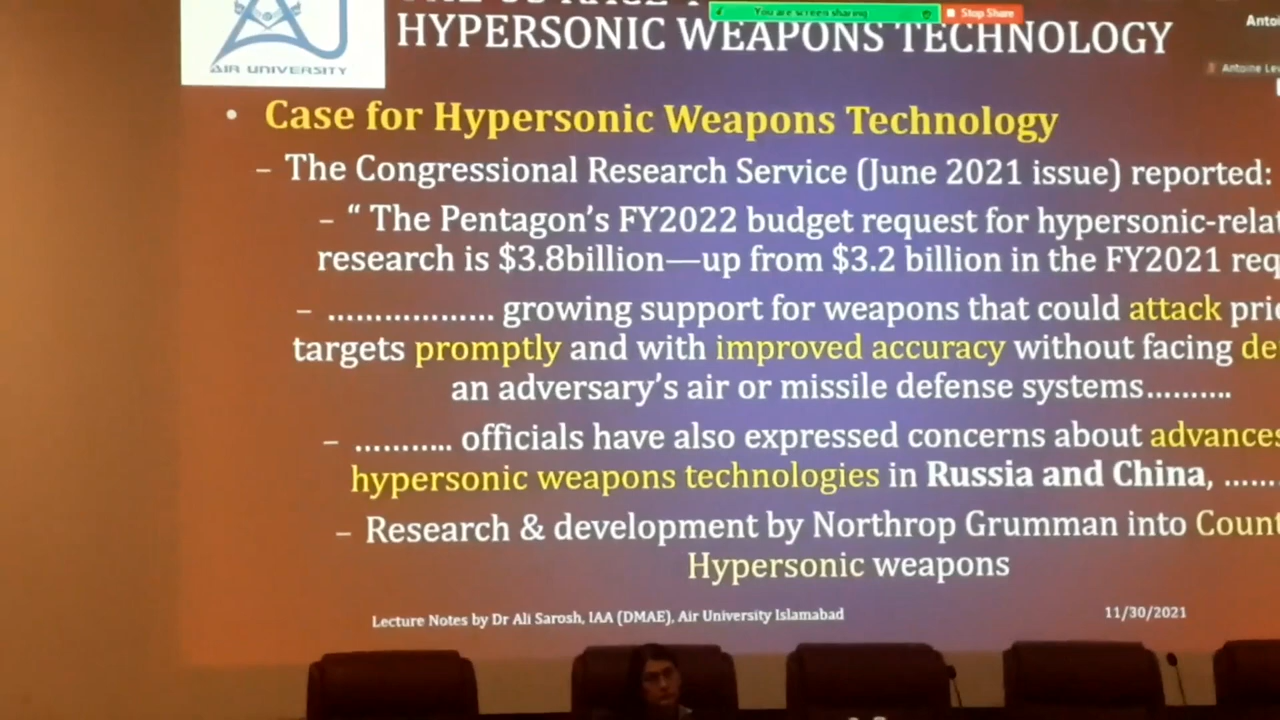 AIR UNIVERSITY
HYPERSONIC WEAPONS TECHNOLOGY
You are screen sharing
Stop Share
Antoine
• Case for Hypersonic Weapons Technology
– The Congressional Research Service (June 2021 issue) reported:
– “ The Pentagon’s FY2022 budget request for hypersonic-rela
research is $3.8billion—up from $3.2 billion in the FY2021 req
– .................. growing support for weapons that could attack pri
targets promptly and with improved accuracy without facing de
an adversary’s air or missile defense systems..........
– ........... officials have also expressed concerns about advances
hypersonic weapons technologies in Russia and China, ......
– Research & development by Northrop Grumman into Count
Hypersonic weapons
Lecture Notes by Dr Ali Sarosh, IAA (DMAE), Air University Islamabad
11/30/2021